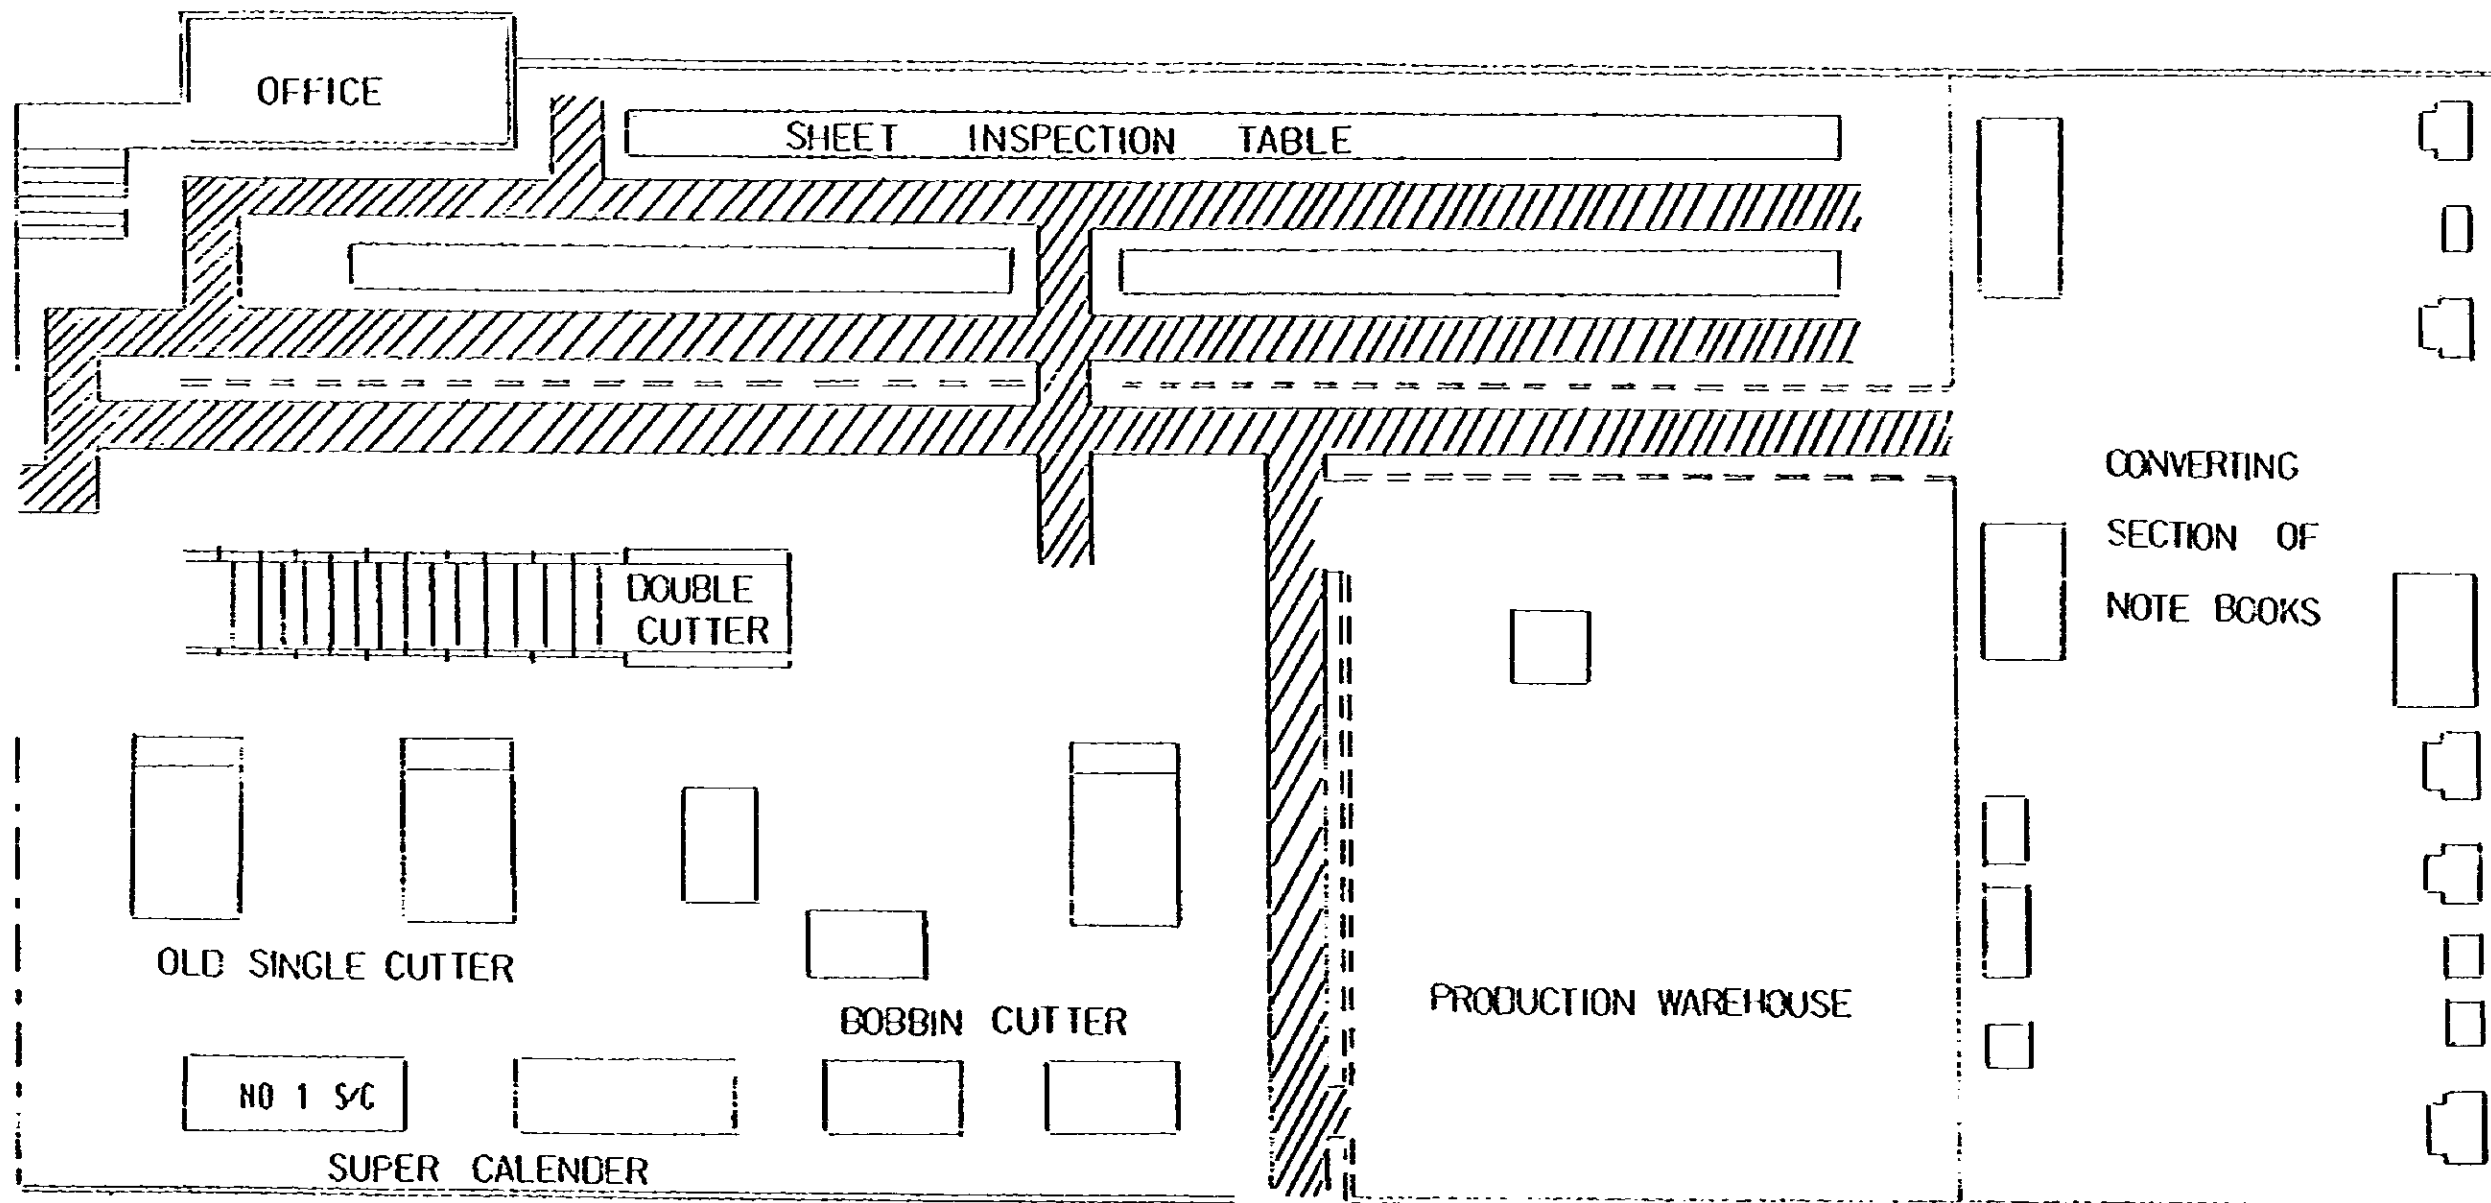 OFFICE
SHEET INSPECTION TABLE
CONVERTING
SECTION OF
NOTE BOOKS
DOUBLE
CUTTER
OLD SINGLE CUTTER
BOBBIN CUTTER
PRODUCTION WAREHOUSE
NO 1 S/C
SUPER CALENDER